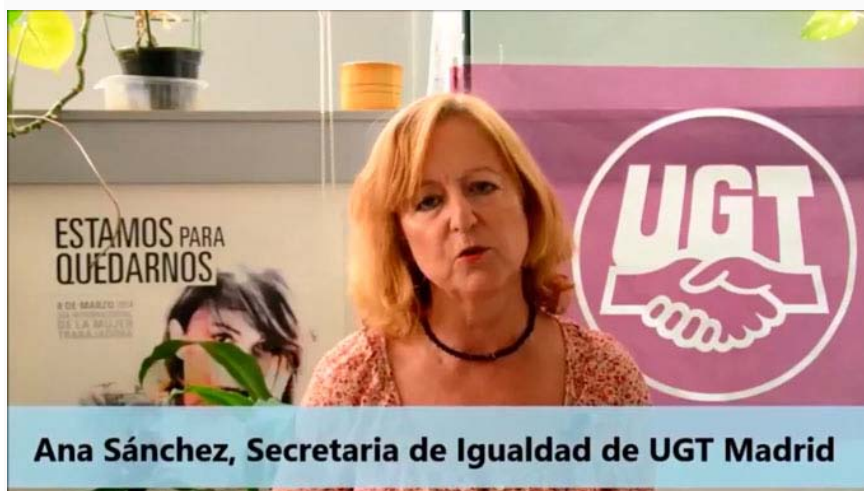 ESTAMOS PARA
QUEDARNOS
8 DE MARZO 2014
DÍA INTERNACIONAL
DE LA MUJER
TRABAJADORA
UGT
Ana Sánchez, Secretaria de Igualdad de UGT Madrid